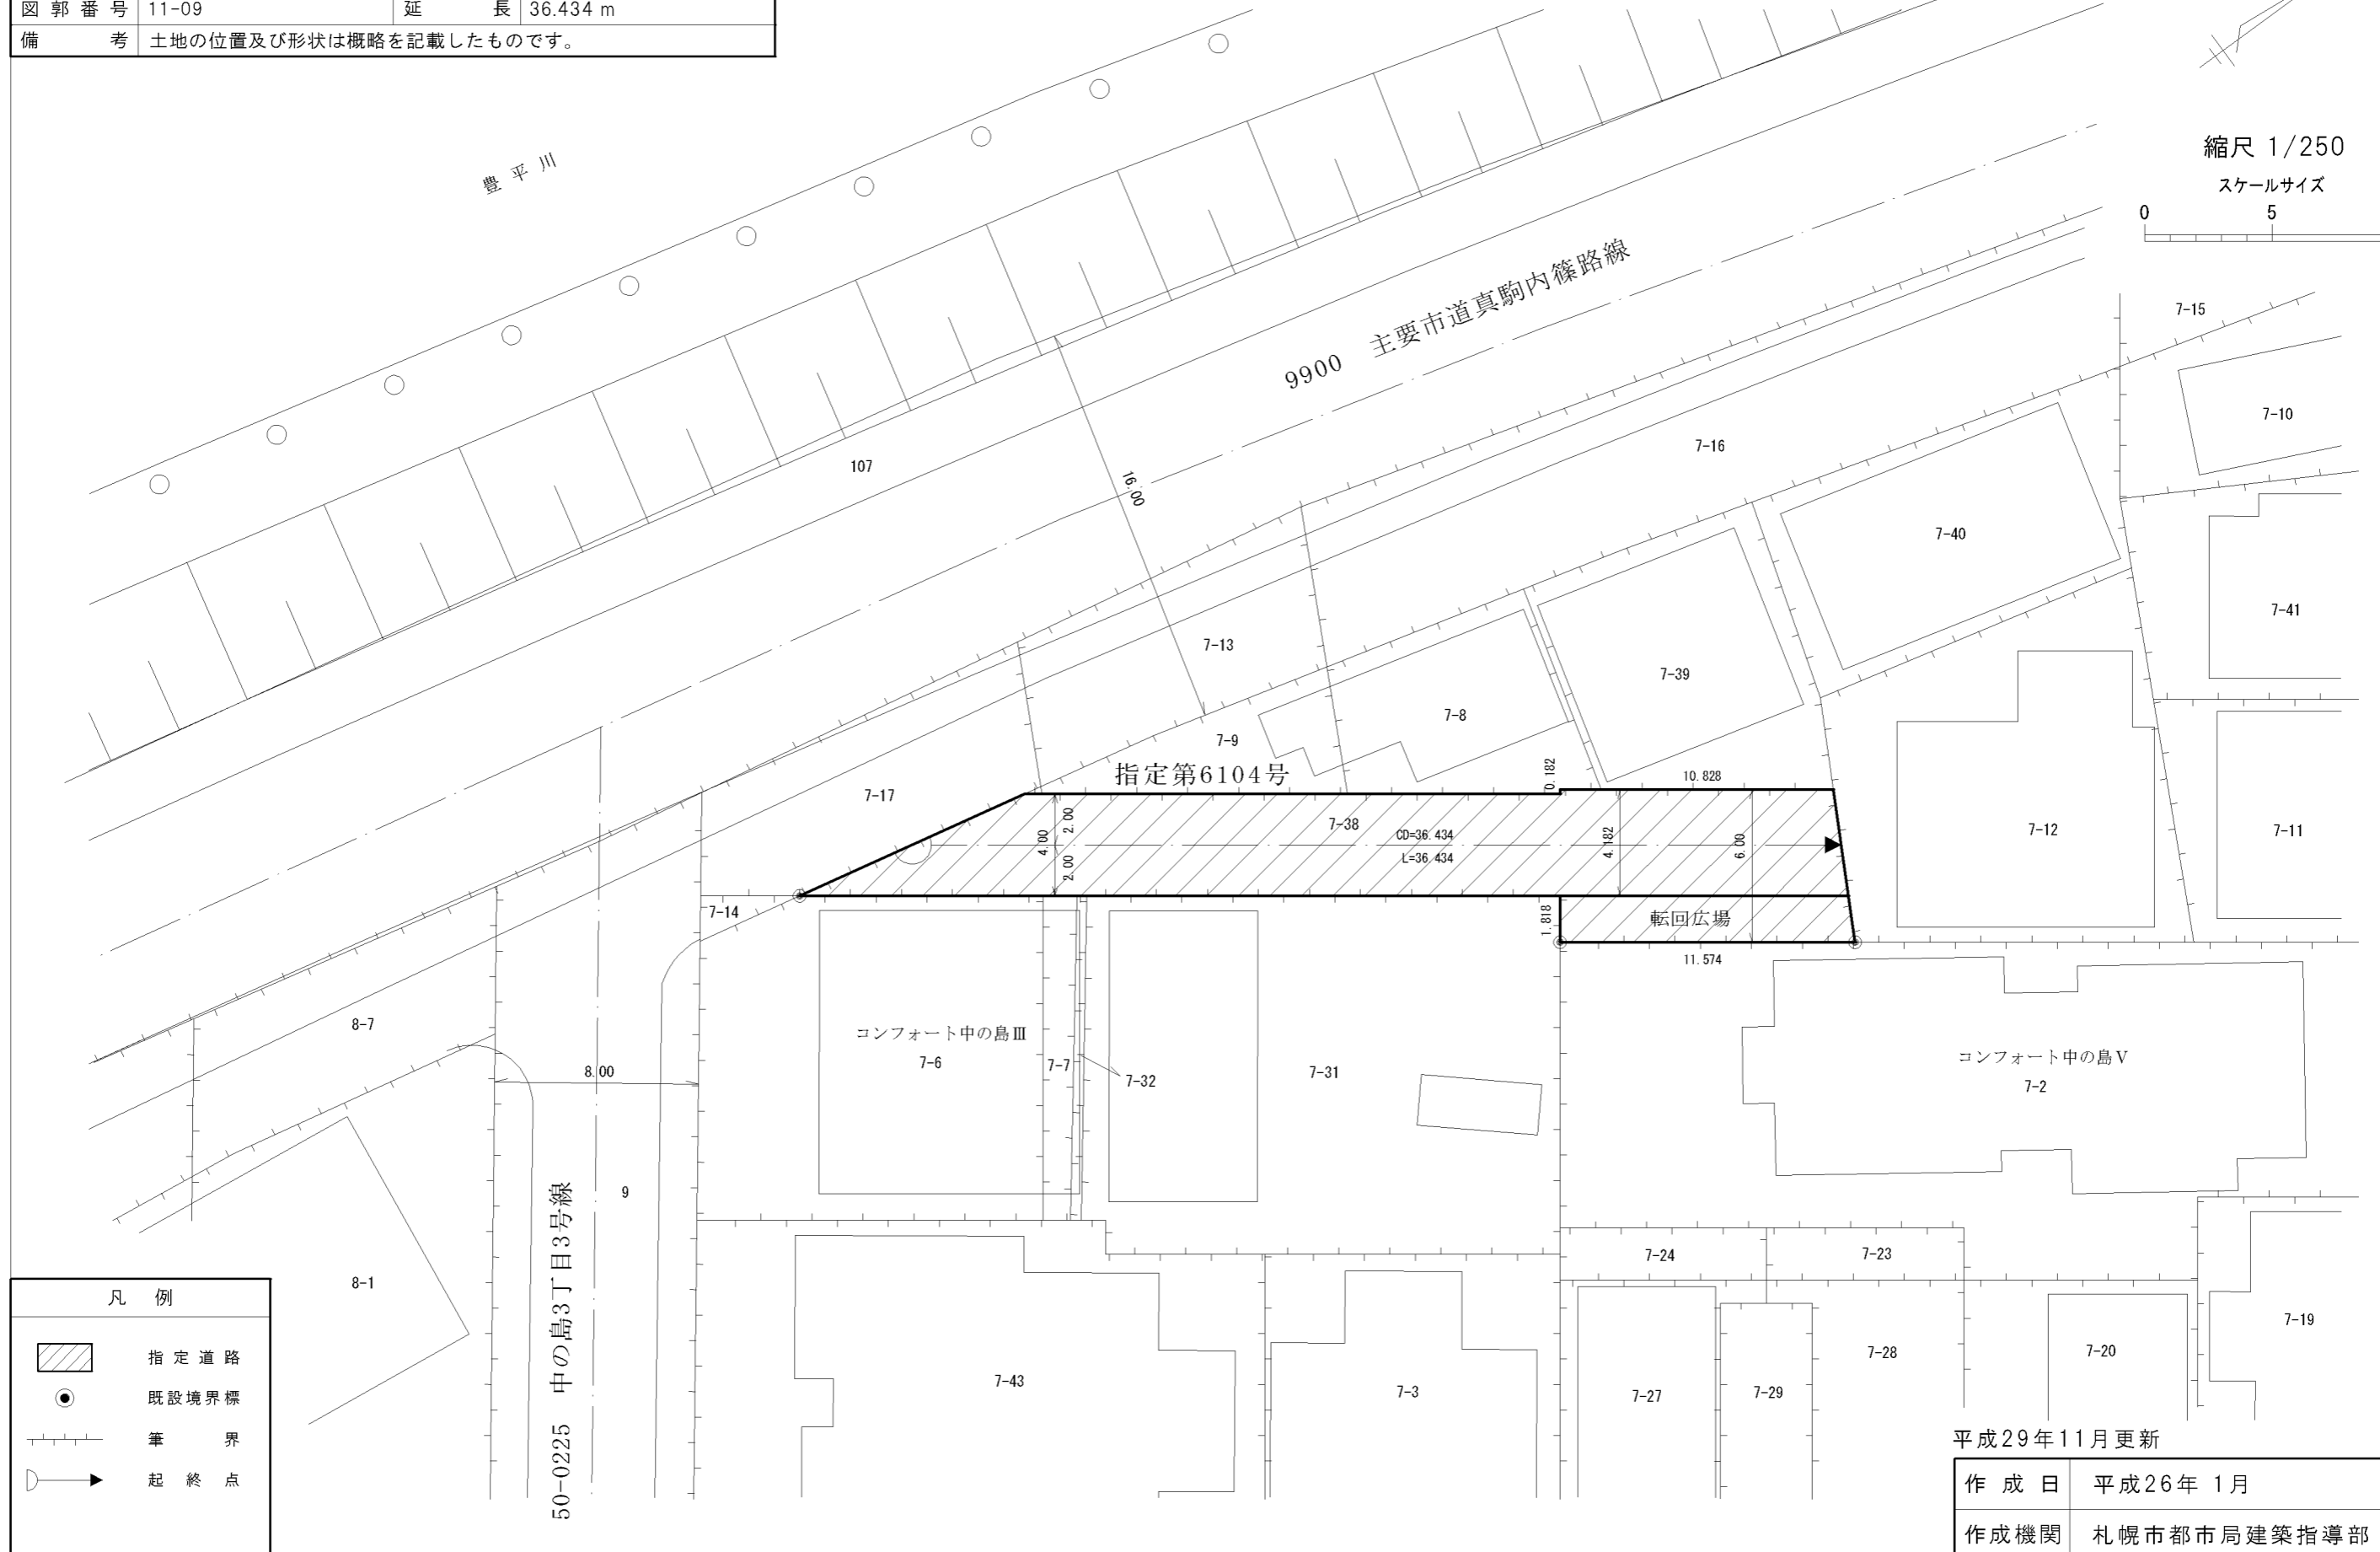 図郭番号 11-09 延長 36.434 m
備考 土地の位置及び形状は概略を記載したものです。
豊平川
縮尺 1/250
スケールサイズ
0 5
9900 主要市道真駒内篠路線
7-15
7-10
7-16
107
16.00
7-40
7-41
7-13
7-39
7-8
7-9
指定第6104号
0.182
10.828
7-17
7-38
4.00
2.00
2.00
CD=36.434
L=36.434
4.182
6.00
7-12
7-11
7-14
1.818
転回広場
11.574
8-7
コンフォート中の島Ⅲ
7-6
7-7
7-32
7-31
コンフォート中の島Ⅴ
7-2
8.00
9
50-0225 中の島3丁目3号線
7-24
7-23
8-1
7-43
7-3
7-27
7-29
7-28
7-20
7-19
凡例
指定道路
既設境界標
筆界
起終点
平成29年11月更新
作成日 平成26年 1月
作成機関 札幌市都市局建築指導部